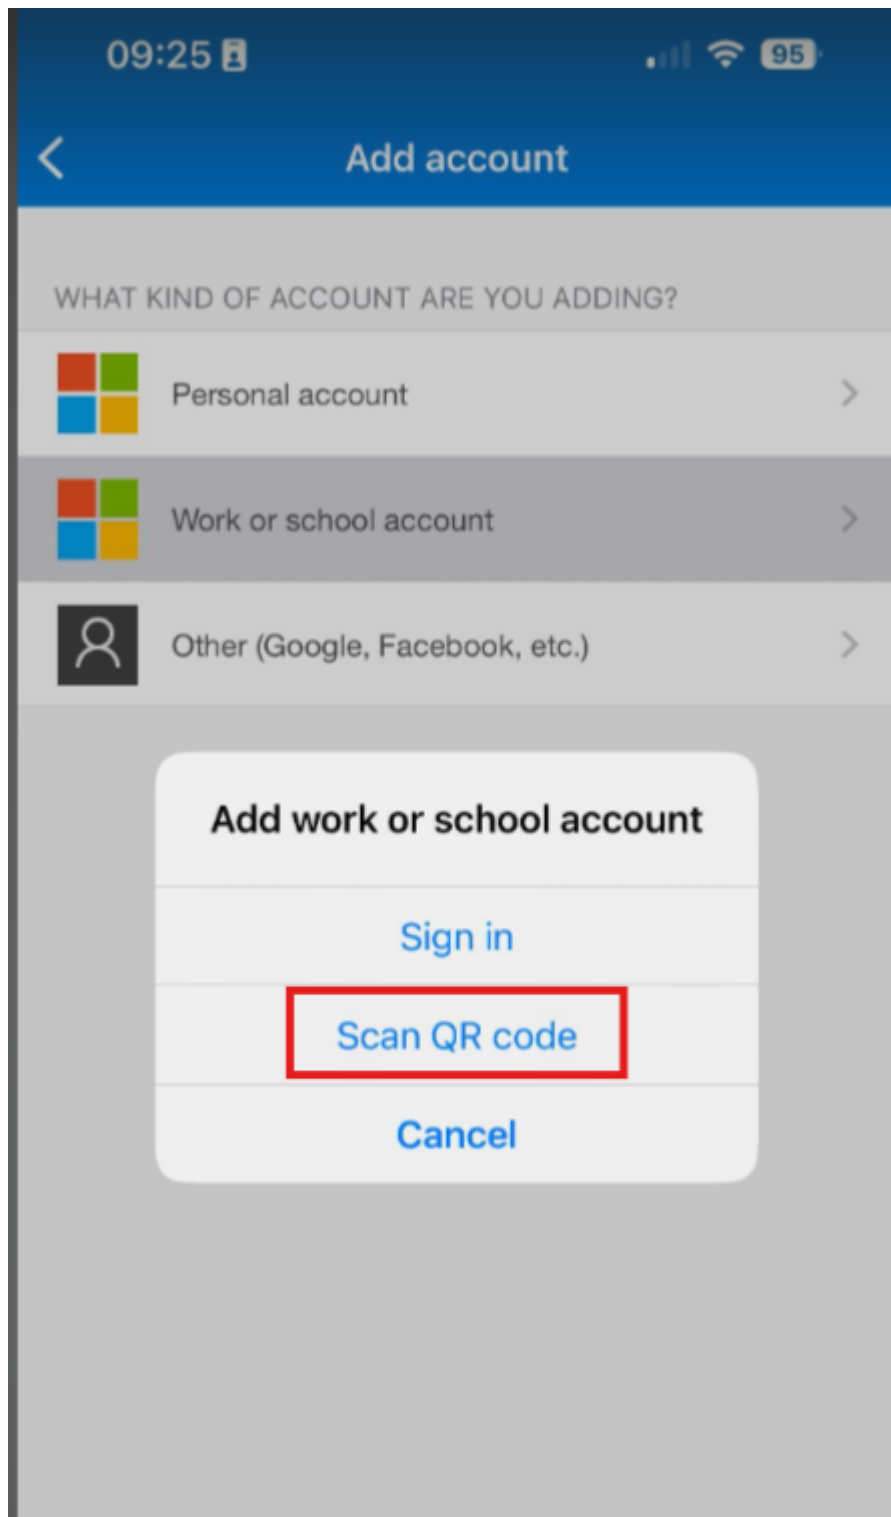 09:25
95
Add account
WHAT KIND OF ACCOUNT ARE YOU ADDING?
Personal account
Work or school account
Other (Google, Facebook, etc.)
Add work or school account
Sign in
Scan QR code
Cancel